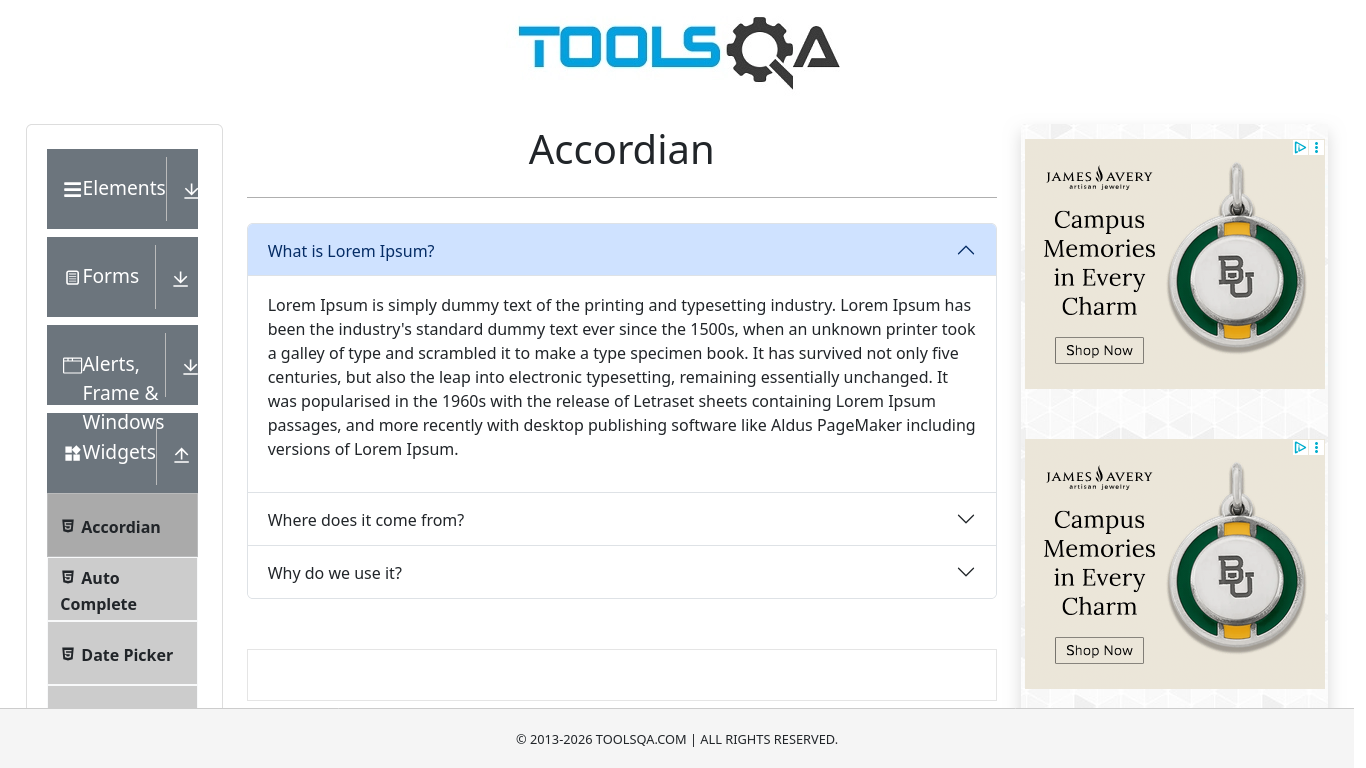 TOOLSQA
Elements
Forms
Alerts,
Frame &
Windows
Widgets
Accordian
Auto
Complete
Date Picker
Accordian
What is Lorem Ipsum?
Lorem Ipsum is simply dummy text of the printing and typesetting industry. Lorem Ipsum has
been the industry's standard dummy text ever since the 1500s, when an unknown printer took
a galley of type and scrambled it to make a type specimen book. It has survived not only five
centuries, but also the leap into electronic typesetting, remaining essentially unchanged. It
was popularised in the 1960s with the release of Letraset sheets containing Lorem Ipsum
passages, and more recently with desktop publishing software like Aldus PageMaker including
versions of Lorem Ipsum.
Where does it come from?
Why do we use it?
JAMES AVERY
artisan jewelry
Campus
Memories
in Every
Charm
Shop Now
BU
JAMES AVERY
artisan jewelry
Campus
Memories
in Every
Charm
Shop Now
BU
© 2013-2026 TOOLSQA.COM | ALL RIGHTS RESERVED.